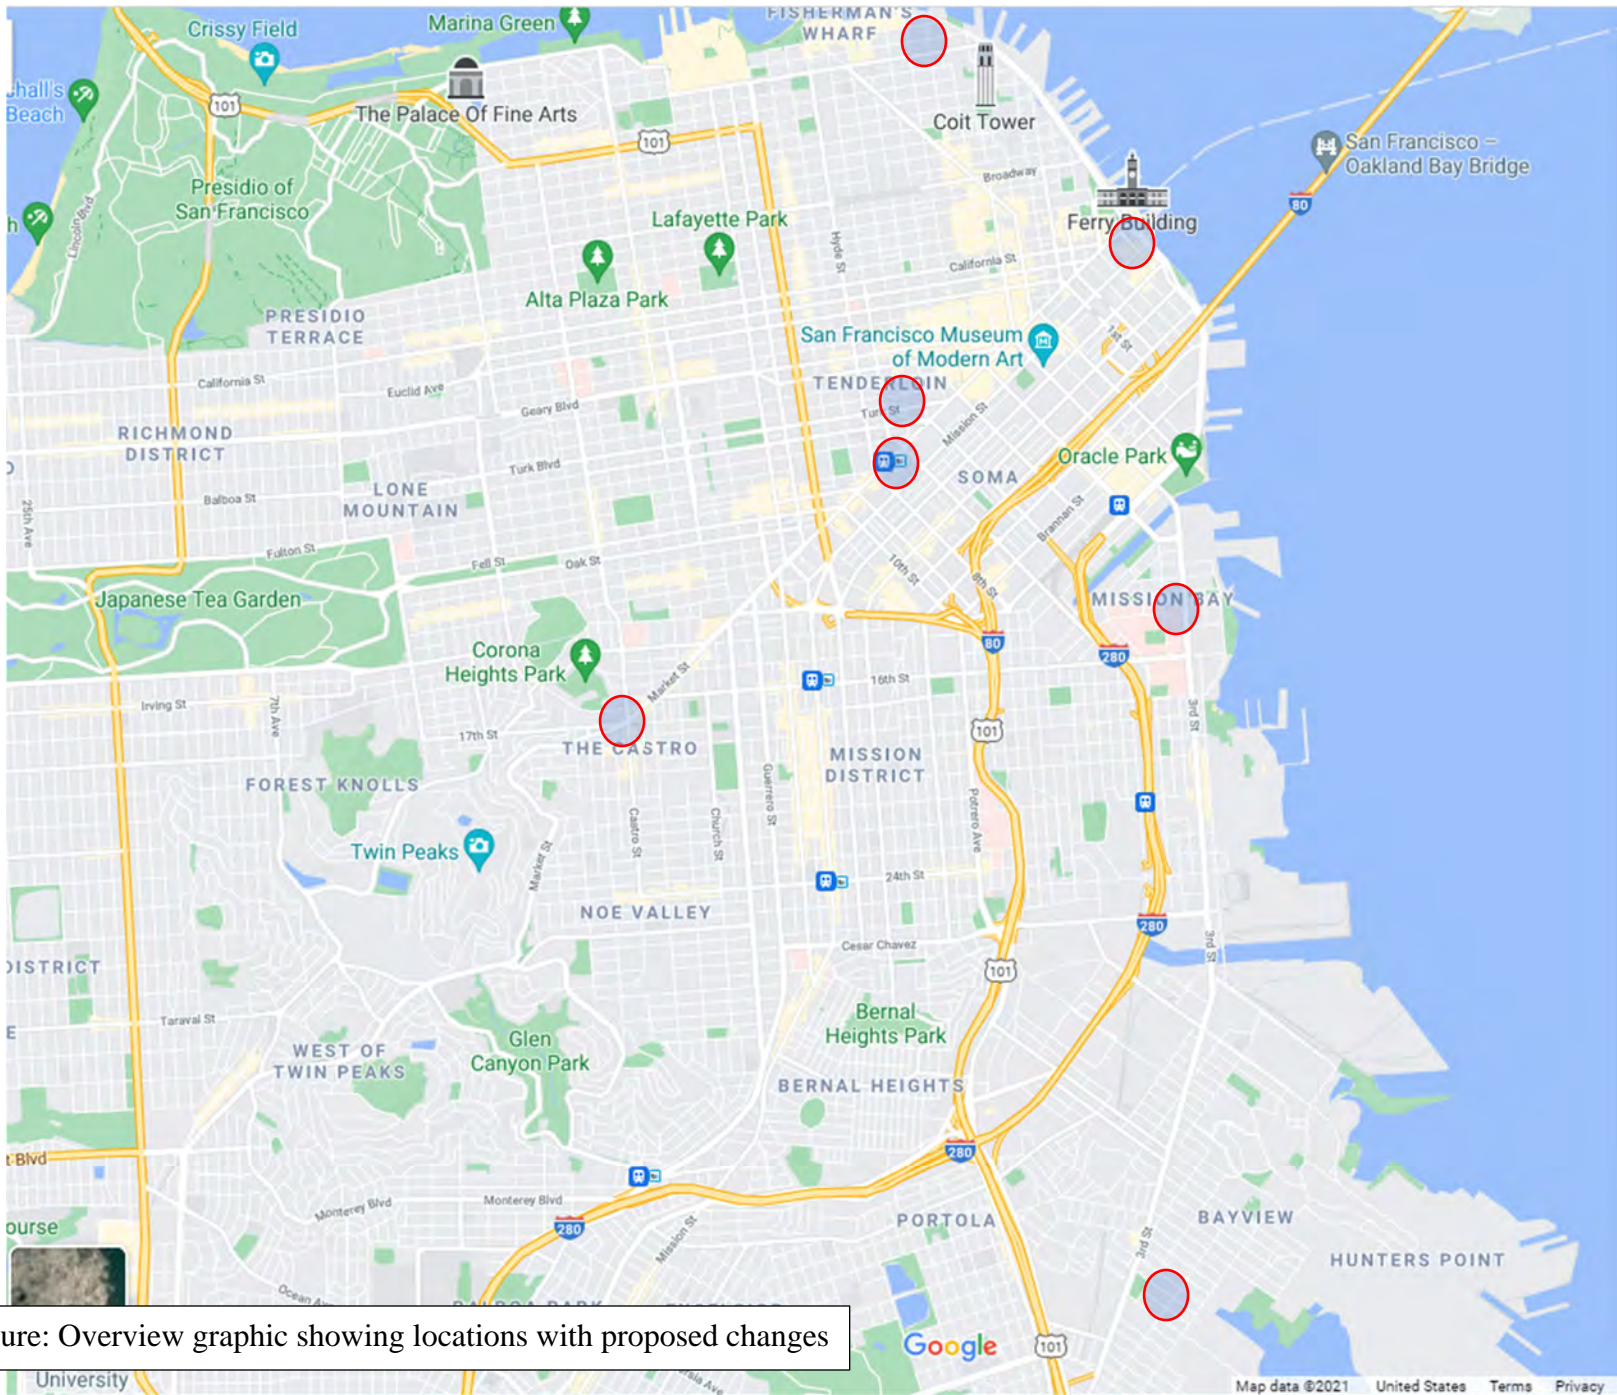 FISHERMAN'S
WHARF
Crissy Field
Marina Green
hall's
Beach
101
The Palace Of Fine Arts
101
Coit Tower
San Francisco –
Oakland Bay Bridge
Broadway
Presidio of
San Francisco
Lincoln Blvd
80
h
Lafayette Park
Ferry Building
Hyde St
California St
Alta Plaza Park
PRESIDIO
TERRACE
San Francisco Museum
of Modern Art
1st St
California St
Euclid Ave
TENDERLOIN
Geary Blvd
Turk St
Mission St
RICHMOND
DISTRICT
Oracle Park
Turk Blvd
SOMA
LONE
MOUNTAIN
Balboa St
25th Ave
Brannan St
Fulton St
Fell St
Oak St
10th St
8th St
Japanese Tea Garden
MISSION BAY
80
280
Corona
Heights Park
Market St
16th St
Irving St
7th Ave
3rd St
17th St
101
THE CASTRO
MISSION
DISTRICT
FOREST KNOLLS
Guerrero St
Potrero Ave
Castro St
Church St
Twin Peaks
Market St
24th St
NOE VALLEY
280
Cesar Chavez
3rd St
DISTRICT
101
Taraval St
Bernal
Heights Park
E
Glen
Canyon Park
WEST OF
TWIN PEAKS
BERNAL HEIGHTS
280
t Blvd
Monterey Blvd
Monterey Blvd
280
Mission St
PORTOLA
BAYVIEW
3rd St
ourse
HUNTERS POINT
Ocean Av
ure: Overview graphic showing locations with proposed changes
Google
101
University
rsia Ave
Map data ©2021 United States Terms Privacy